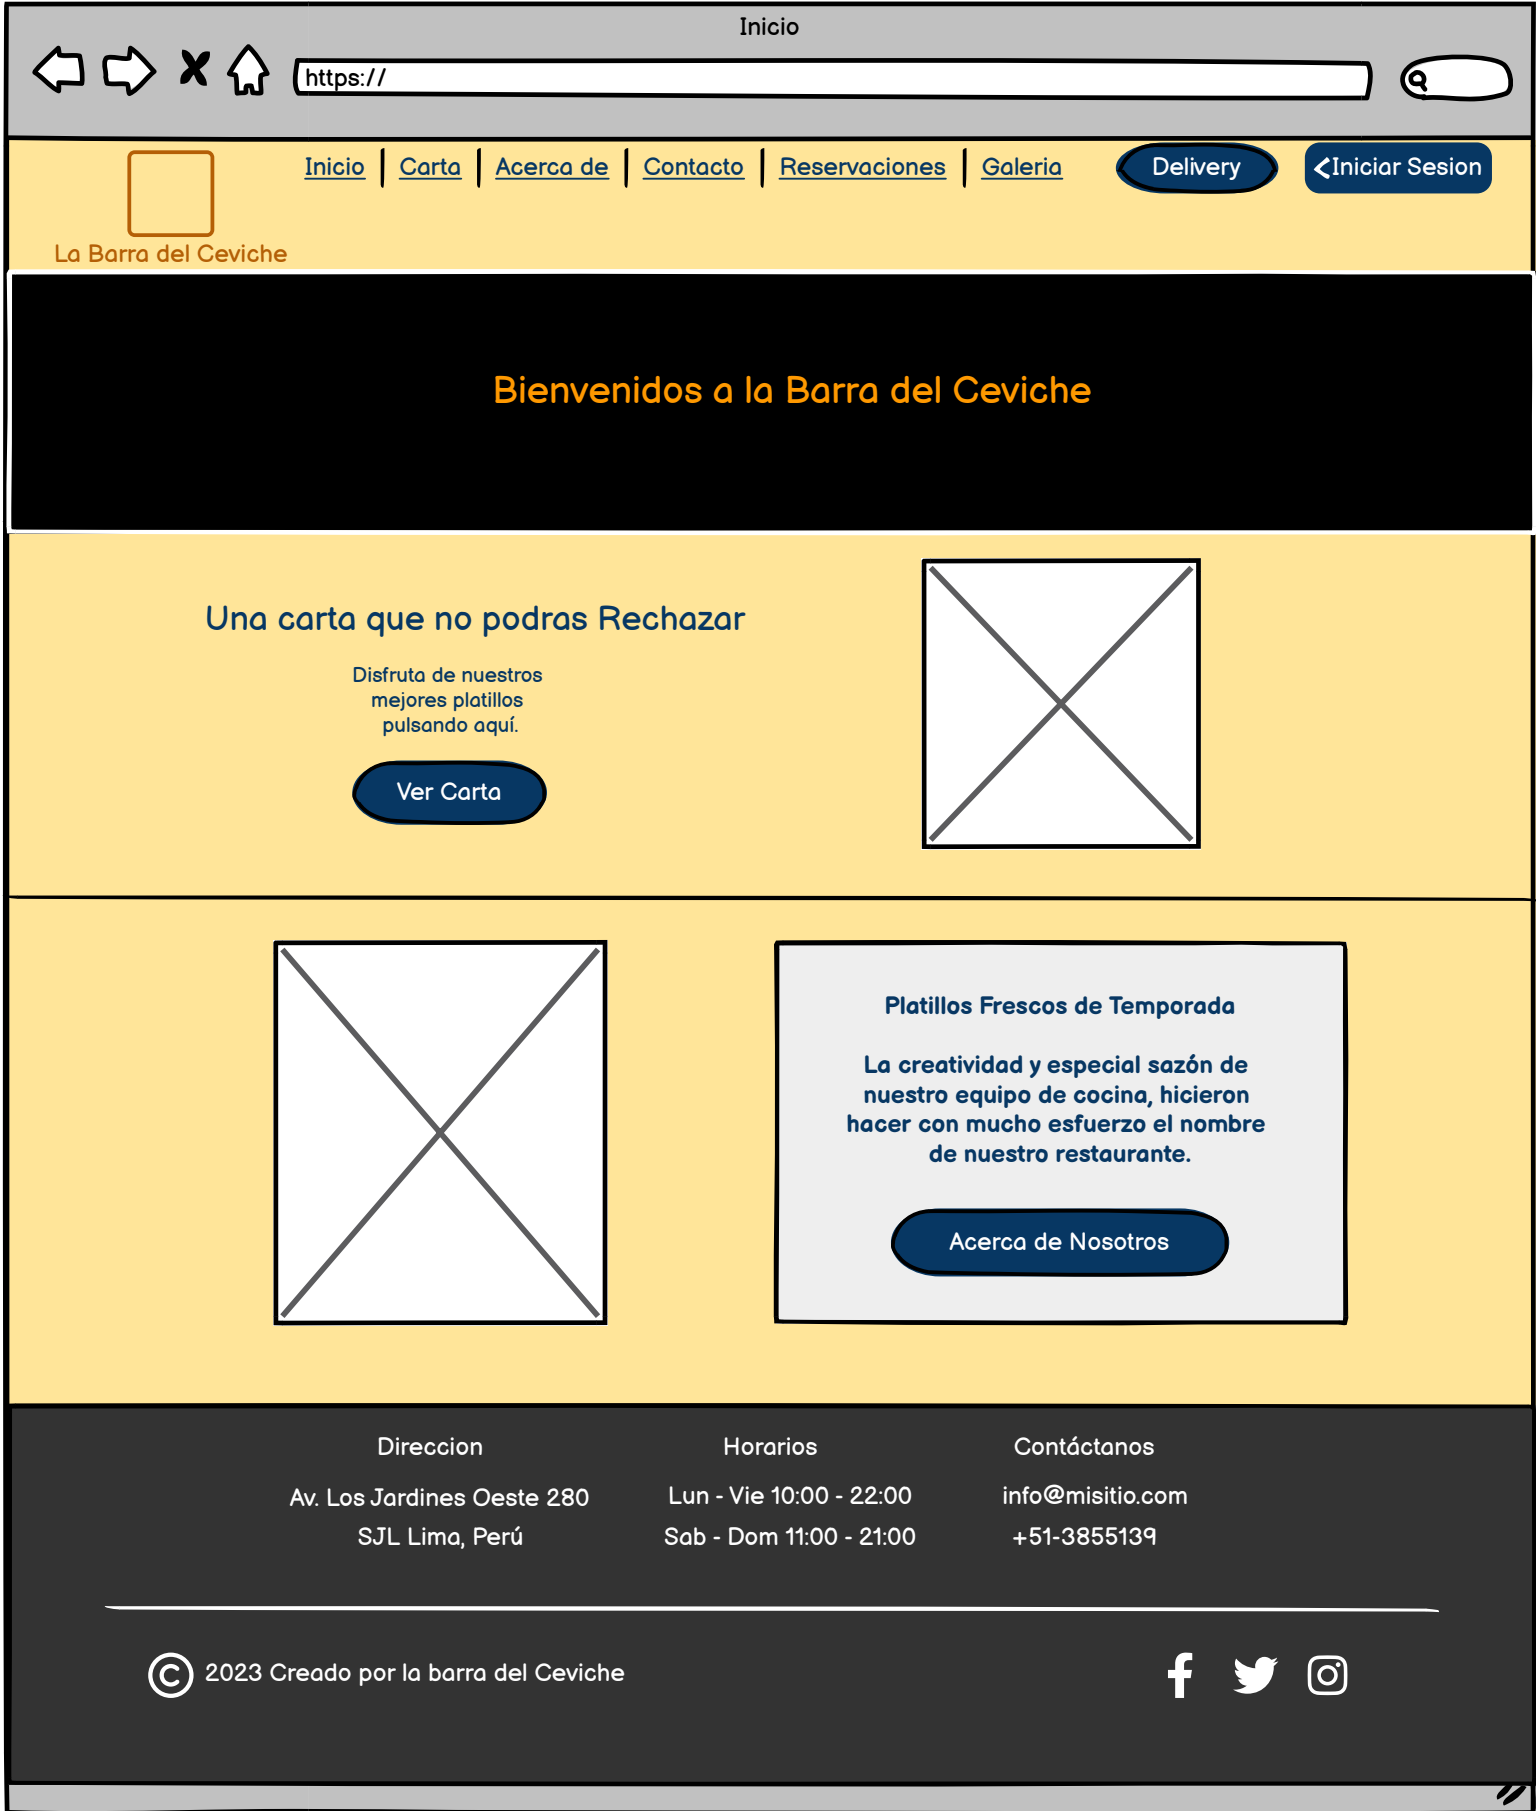 Inicio
https://
Inicio Carta Acerca de Contacto Reservaciones Galeria Delivery Iniciar Sesion
La Barra del Ceviche
Bienvenidos a la Barra del Ceviche
Una carta que no podras Rechazar
Disfruta de nuestros
mejores platillos
pulsando aquí.
Ver Carta
Platillos Frescos de Temporada
La creatividad y especial sazón de
nuestro equipo de cocina, hicieron
hacer con mucho esfuerzo el nombre
de nuestro restaurante.
Acerca de Nosotros
Direccion
Av. Los Jardines Oeste 280
SJL Lima, Perú
Horarios
Lun - Vie 10:00 - 22:00
Sab - Dom 11:00 - 21:00
Contáctanos
info@misitio.com
+51-3855139
© 2023 Creado por la barra del Ceviche